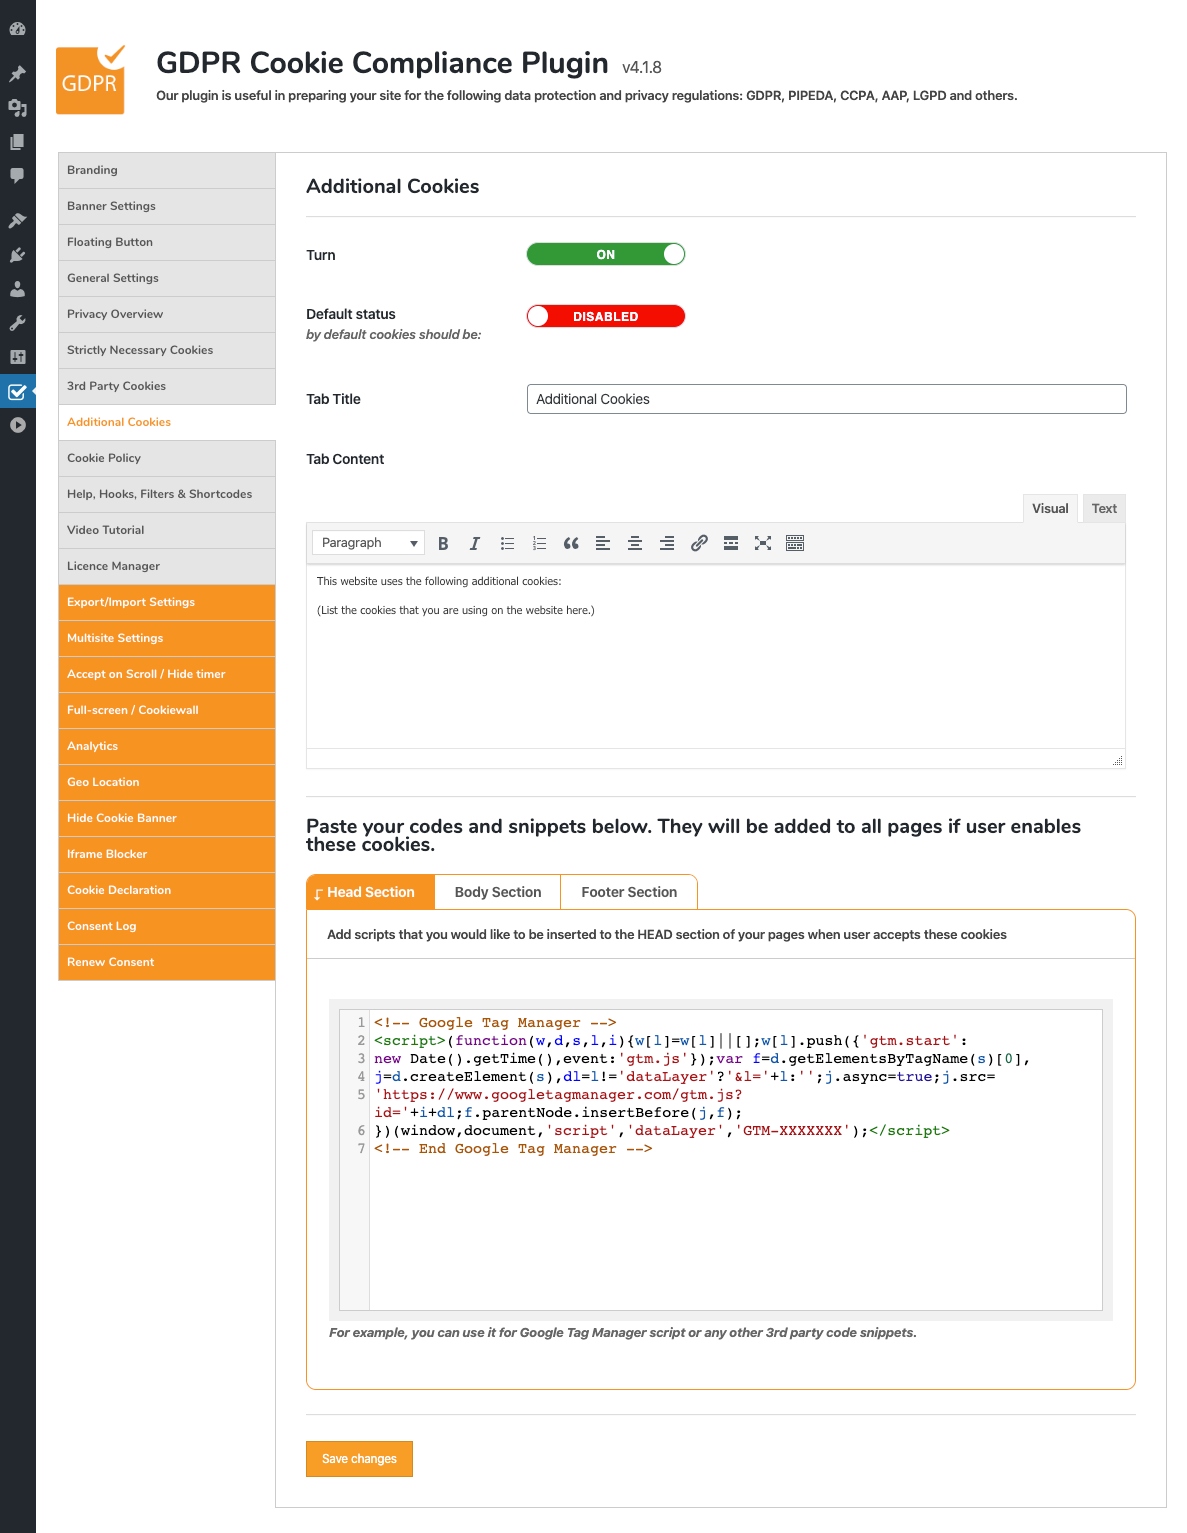 GDPR
GDPR Cookie Compliance Plugin v4.1.8
Our plugin is useful in preparing your site for the following data protection and privacy regulations: GDPR, PIPEDA, CCPA, AAP, LGPD and others.
Branding
Banner Settings
Floating Button
General Settings
Privacy Overview
Strictly Necessary Cookies
3rd Party Cookies
Additional Cookies
Cookie Policy
Help, Hooks, Filters & Shortcodes
Video Tutorial
Licence Manager
Export/Import Settings
Multisite Settings
Accept on Scroll / Hide timer
Full-screen / Cookiewall
Analytics
Geo Location
Hide Cookie Banner
Iframe Blocker
Cookie Declaration
Consent Log
Renew Consent
Additional Cookies
Turn
ON
Default status
by default cookies should be:
DISABLED
Tab Title
Additional Cookies
Tab Content
Visual Text
Paragraph
This website uses the following additional cookies:
(List the cookies that you are using on the website here.)
Paste your codes and snippets below. They will be added to all pages if user enables
these cookies.
Head Section Body Section Footer Section
Add scripts that you would like to be inserted to the HEAD section of your pages when user accepts these cookies
1 <!-- Google Tag Manager -->
2 <script>(function(w,d,s,l,i){w[l]=w[l]||[];w[l].push({'gtm.start':
3 new Date().getTime(),event:'gtm.js'});var f=d.getElementsByTagName(s)[0],
4 j=d.createElement(s),dl=l!='dataLayer'?'&l='+l:'';j.async=true;j.src=
5 'https://www.googletagmanager.com/gtm.js?
id='+i+dl;f.parentNode.insertBefore(j,f);
6 })(window,document,'script','dataLayer','GTM-XXXXXXX');</script>
7 <!-- End Google Tag Manager -->
For example, you can use it for Google Tag Manager script or any other 3rd party code snippets.
Save changes